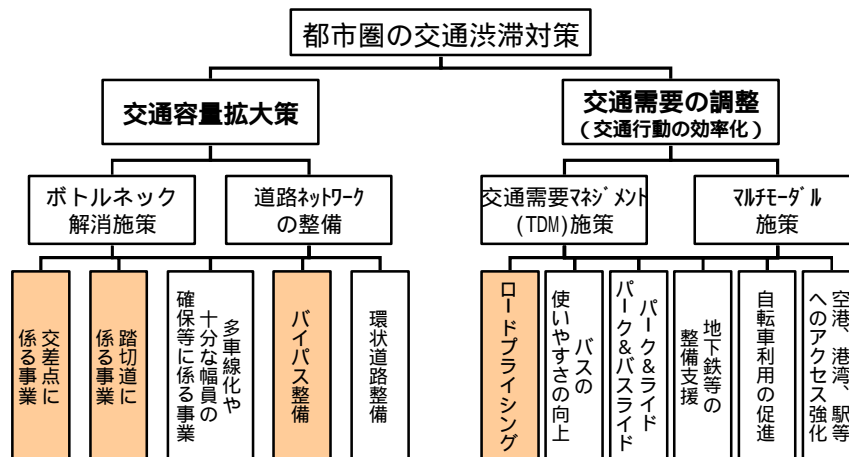 都市圏の交通渋滞対策
交通容量拡大策
交通需要の調整
(交通行動の効率化)
ボトルネック
解消施策
道路ネットワーク
の整備
交通需要マネジメント
(TDM)施策
マルチモーダル
施策
交差点に
係る事業
踏切道に
係る事業
多車線化や
十分な幅員の
確保等に係る事業
バイパス整備
環状道路整備
ロードプライシング
バスの
使いやすさの向上
パーク&ライド
パーク&バスライド
地下鉄等の
整備支援
自転車利用の促進
空港、港湾、駅等
へのアクセス強化